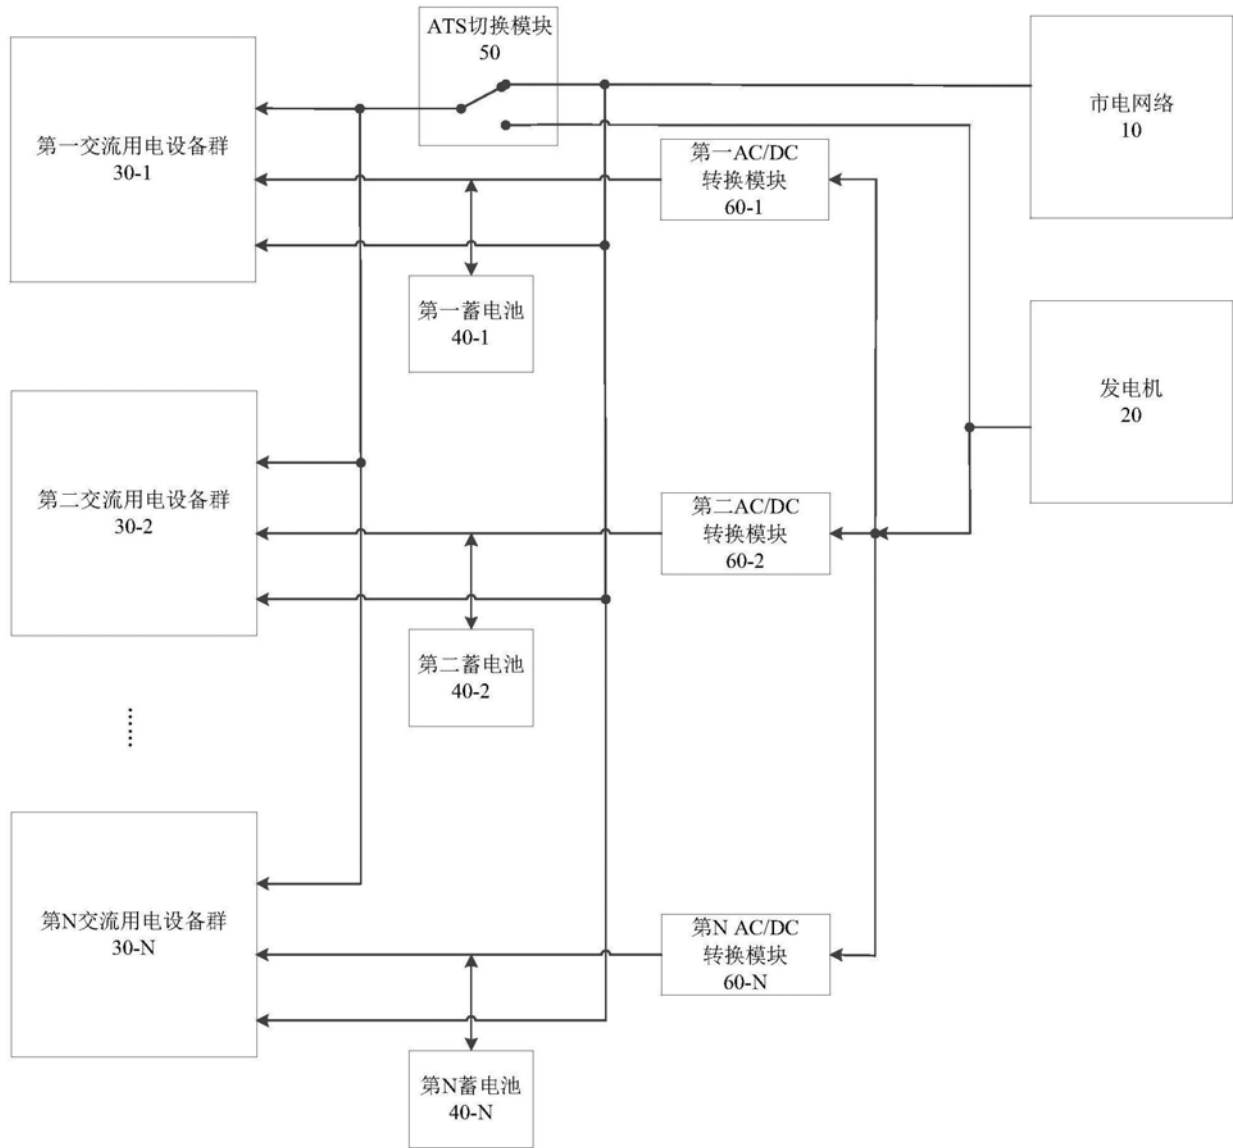 ATS切换模块
50
市电网络
10
第一交流用电设备群
30-1
第一AC/DC
转换模块
60-1
第一蓄电池
40-1
发电机
20
第二交流用电设备群
30-2
第二AC/DC
转换模块
60-2
第二蓄电池
40-2
......
第N交流用电设备群
30-N
第N AC/DC
转换模块
60-N
第N蓄电池
40-N